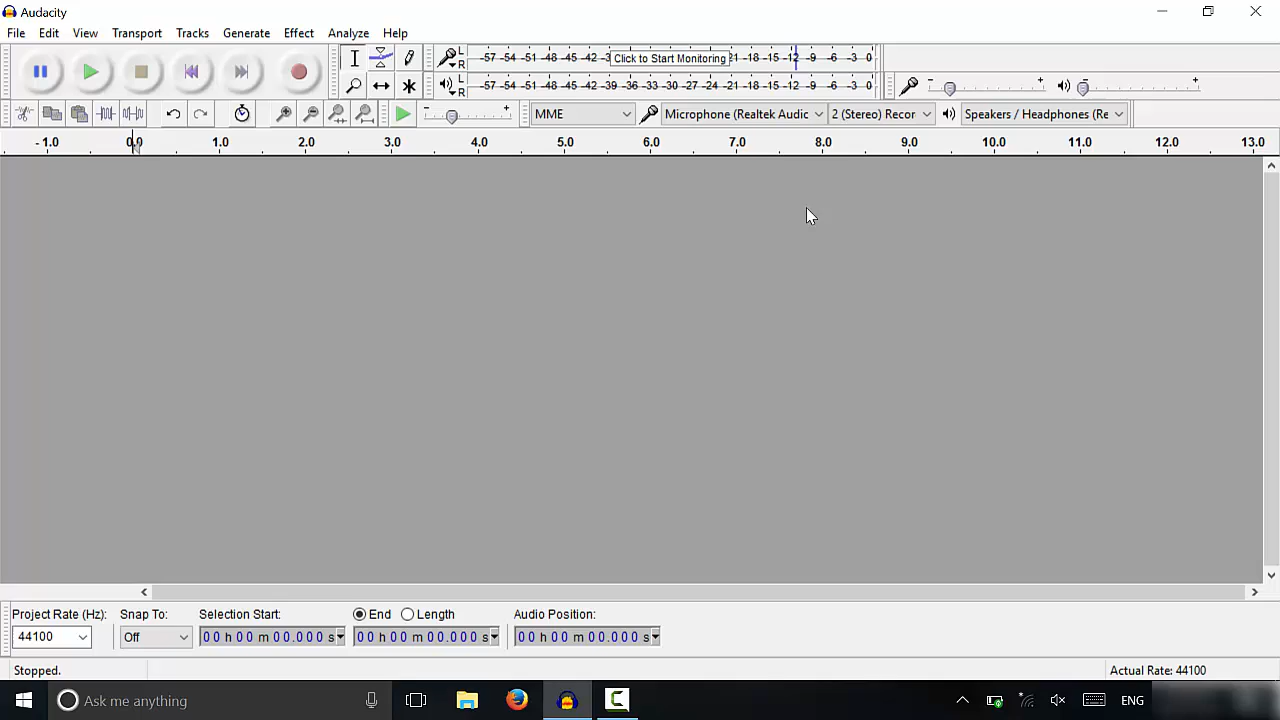 Audacity
File Edit View Transport Tracks Generate Effect Analyze Help
L R -57 -54 -51 -48 -45 -42 -3 Click to Start Monitoring 21 -18 -15 -12 -9 -6 -3 0
L R -57 -54 -51 -48 -45 -42 -39 -36 -33 -30 -27 -24 -21 -18 -15 -12 -9 -6 -3 0 - + - +
- + MME Microphone (Realtek Audic 2 (Stereo) Recor Speakers / Headphones (Re
-1.0 0.0 1.0 2.0 3.0 4.0 5.0 6.0 7.0 8.0 9.0 10.0 11.0 12.0 13.0
Project Rate (Hz): Snap To: Selection Start: End Length Audio Position:
44100 Off 00 h 00 m 00.000 s 00 h 00 m 00.000 s 00 h 00 m 00.000 s
Stopped. Actual Rate: 44100
Ask me anything ENG